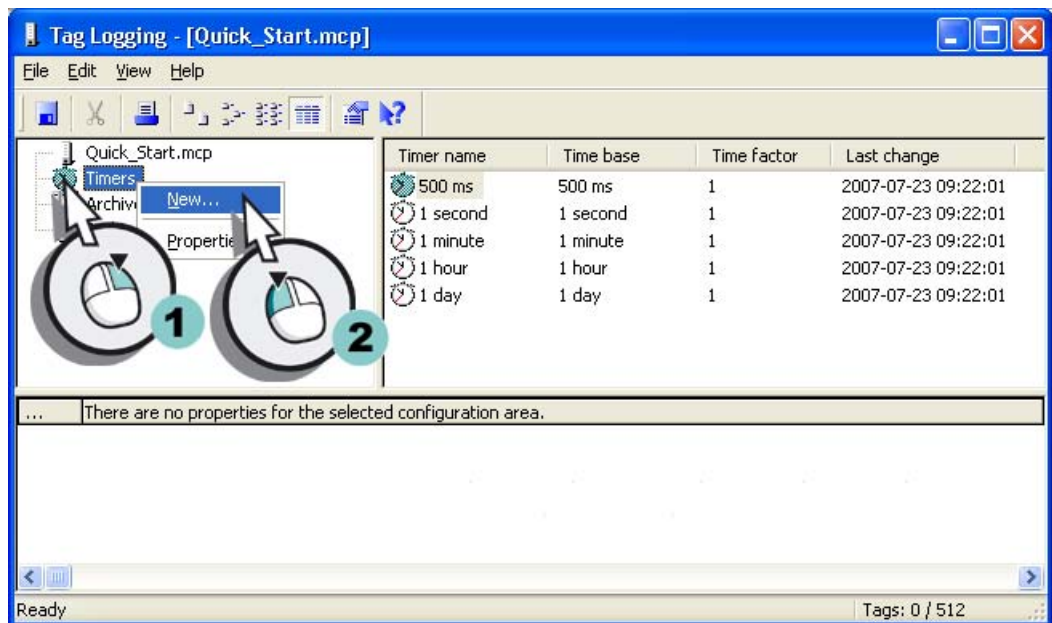 Tag Logging - [Quick_Start.mcp]
File Edit View Help
Quick_Start.mcp
Timers
New...
1
2
Timer name Time base Time factor Last change
500 ms 500 ms 1 2007-07-23 09:22:01
1 second 1 second 1 2007-07-23 09:22:01
1 minute 1 minute 1 2007-07-23 09:22:01
1 hour 1 hour 1 2007-07-23 09:22:01
1 day 1 day 1 2007-07-23 09:22:01
... There are no properties for the selected configuration area.
Ready Tags: 0 / 512